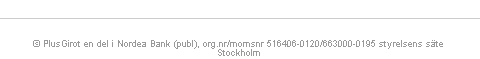 © PlusGirot en del i Nordea Bank (publ), org.nr/momsnr 516406-0120/663000-0195 styrelsens säte
Stockholm